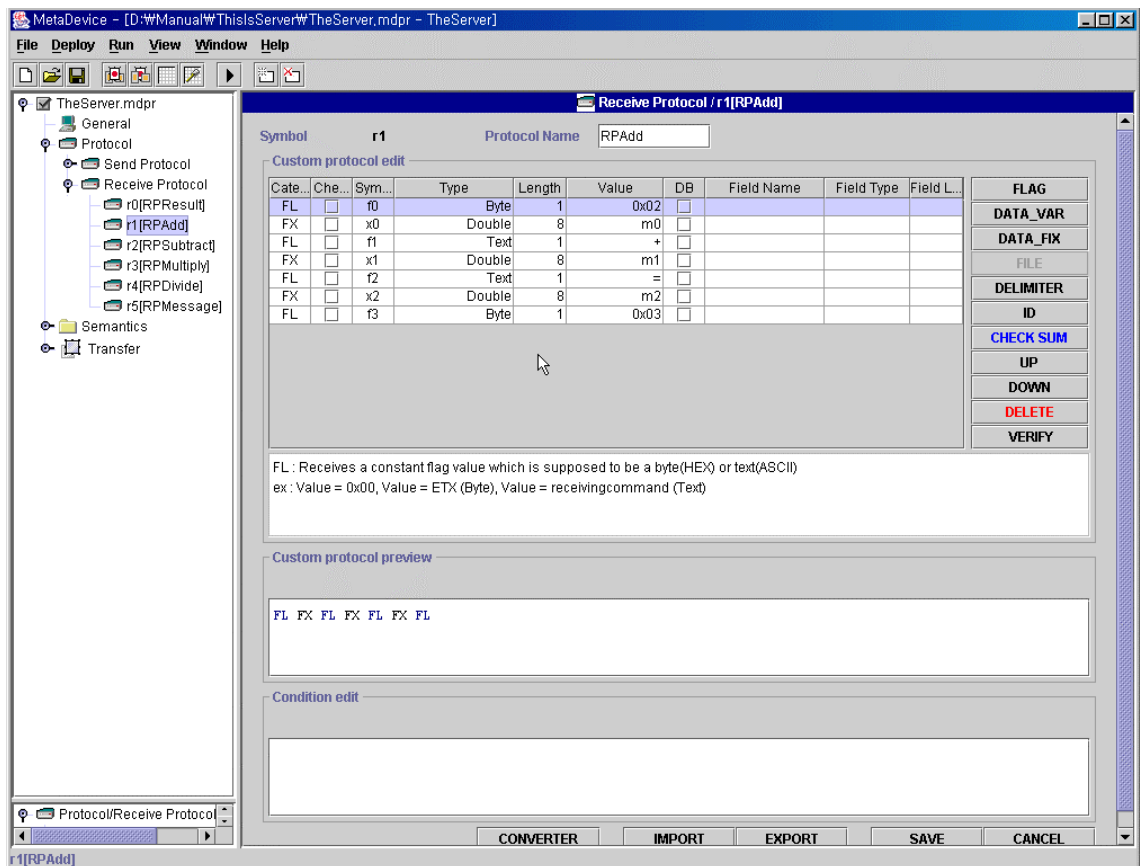 MetaDevice - [D:₩Manual₩ThisIsServer₩TheServer.mdpr - TheServer]
File Deploy Run View Window Help
TheServer.mdpr
General
Protocol
Send Protocol
Receive Protocol
r0[RPResult]
r1[RPAdd]
r2[RPSubtract]
r3[RPMultiply]
r4[RPDivide]
r5[RPMessage]
Semantics
Transfer
Protocol/Receive Protocol
Receive Protocol / r1[RPAdd]
Symbol r1 Protocol Name RPAdd
Custom protocol edit
Cate... Che... Sym... Type Length Value DB Field Name Field Type Field L...
FL f0 Byte 1 0x02
FX x0 Double 8 m0
FL f1 Text 1 +
FX x1 Double 8 m1
FL f2 Text 1 =
FX x2 Double 8 m2
FL f3 Byte 1 0x03
FLAG
DATA_VAR
DATA_FIX
FILE
DELIMITER
ID
CHECK SUM
UP
DOWN
DELETE
VERIFY
FL : Receives a constant flag value which is supposed to be a byte(HEX) or text(ASCII)
ex : Value = 0x00, Value = ETX (Byte), Value = receivingcommand (Text)
Custom protocol preview
FL FX FL FX FL FX FL
Condition edit
CONVERTER IMPORT EXPORT SAVE CANCEL
r1[RPAdd]